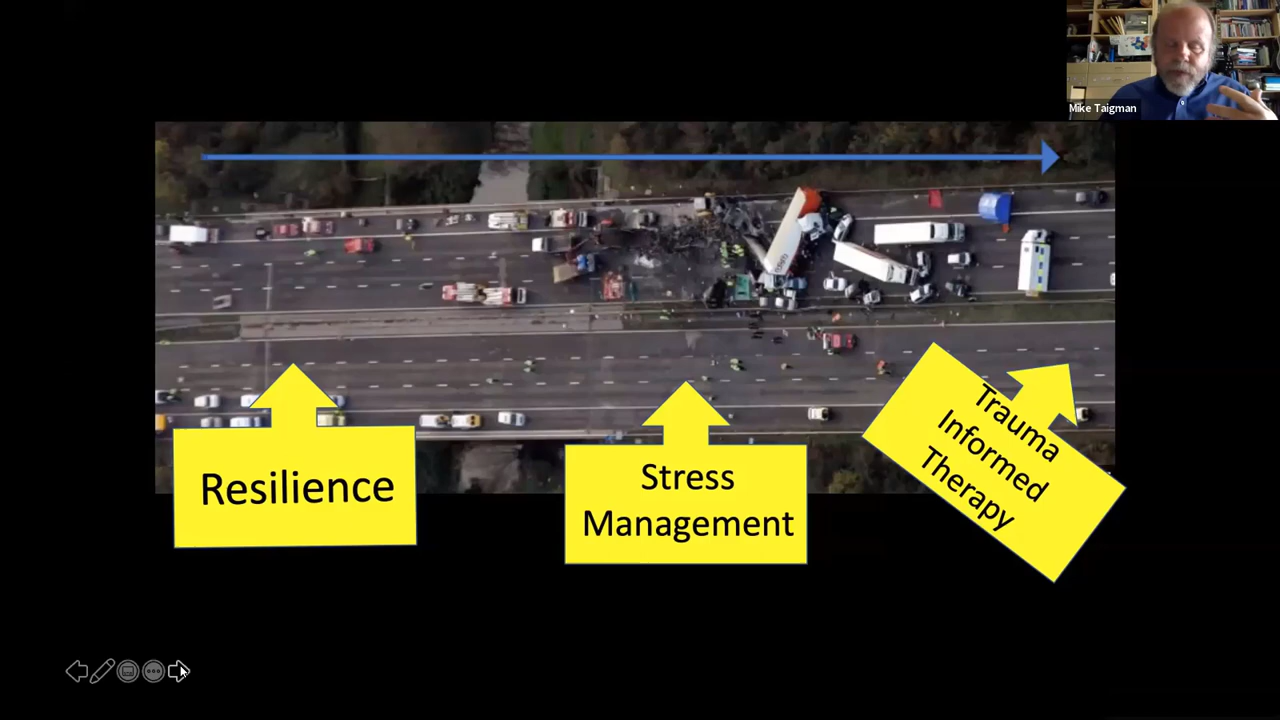 Mike Taigman
Resilience
Stress
Management
Trauma
Informed
Therapy